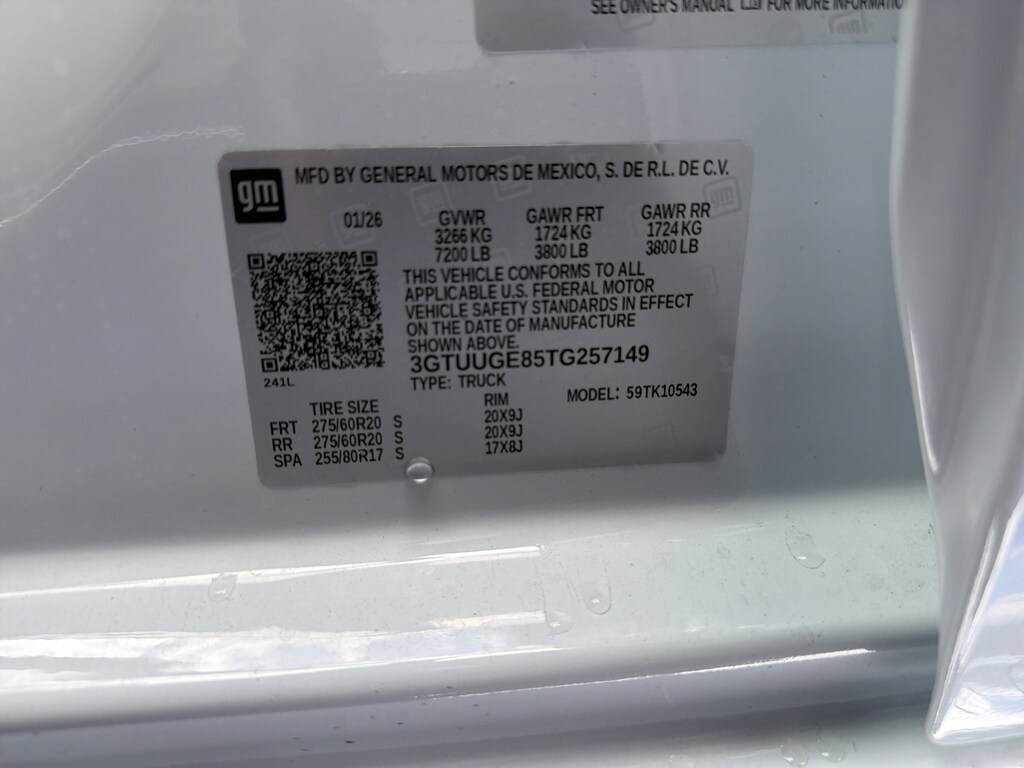 SEE OWNER'S MANUAL FOR MORE INFORMATIO
gm
MFD BY GENERAL MOTORS DE MEXICO, S. DE R.L. DE C.V.
01/26 GVWR GAWR FRT GAWR RR
3266 KG 1724 KG 1724 KG
7200 LB 3800 LB 3800 LB
THIS VEHICLE CONFORMS TO ALL
APPLICABLE U.S. FEDERAL MOTOR
VEHICLE SAFETY STANDARDS IN EFFECT
ON THE DATE OF MANUFACTURE
SHOWN ABOVE.
3GTUUGE85TG257149
241L
TYPE: TRUCK
MODEL: 59TK10543
TIRE SIZE RIM
FRT 275/60R20 S 20X9J
RR 275/60R20 S 20X9J
SPA 255/80R17 S 17X8J